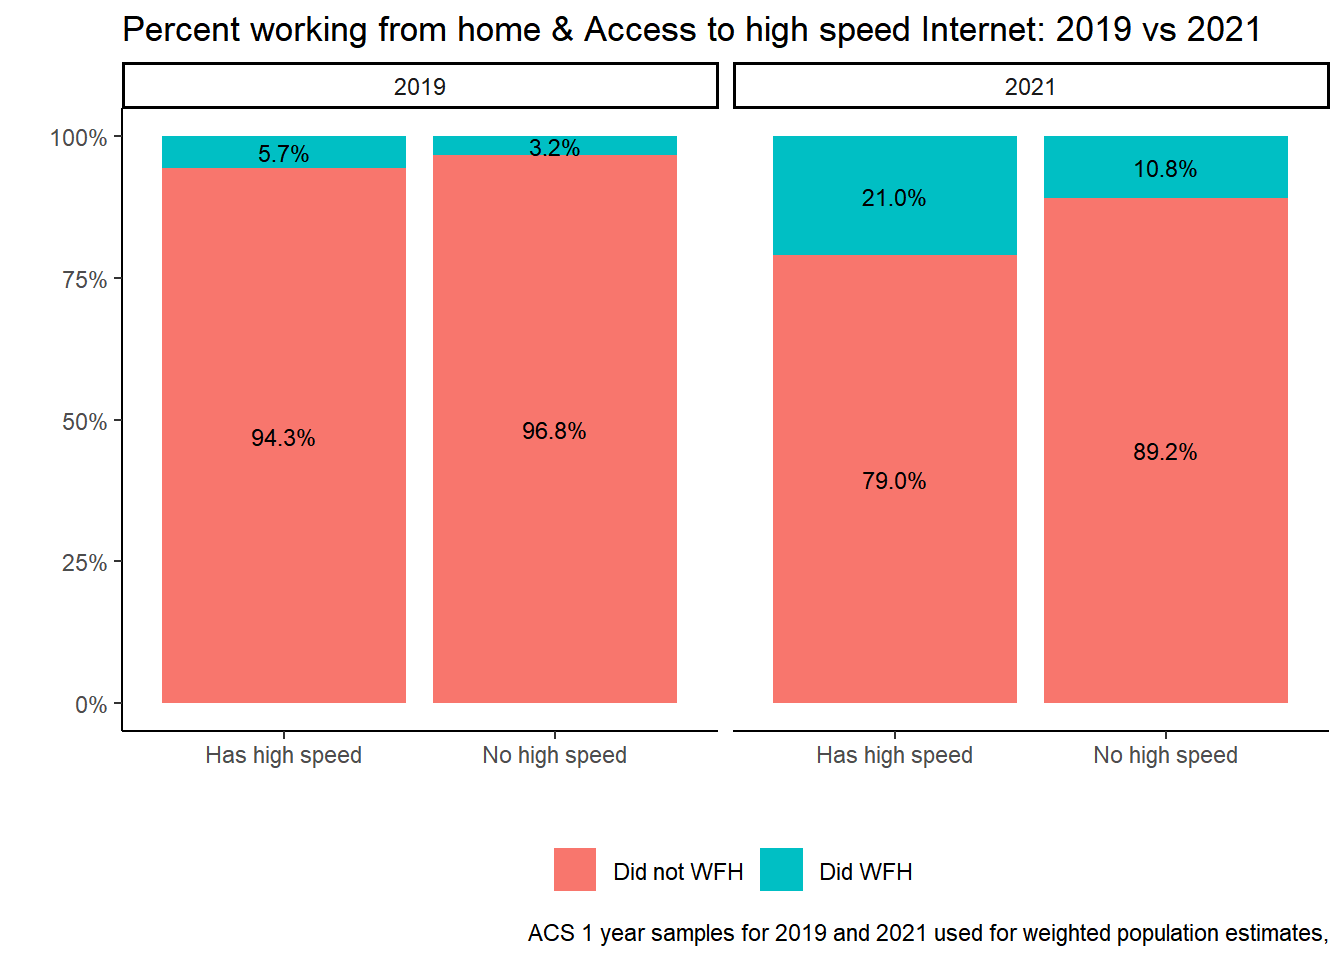 Percent working from home & Access to high speed Internet: 2019 vs 2021
2019 2021
100%
75%
50%
25%
0%
5.7% 3.2% 21.0% 10.8%
94.3% 96.8% 79.0% 89.2%
Has high speed No high speed Has high speed No high speed
Did not WFH Did WFH
ACS 1 year samples for 2019 and 2021 used for weighted population estimates,